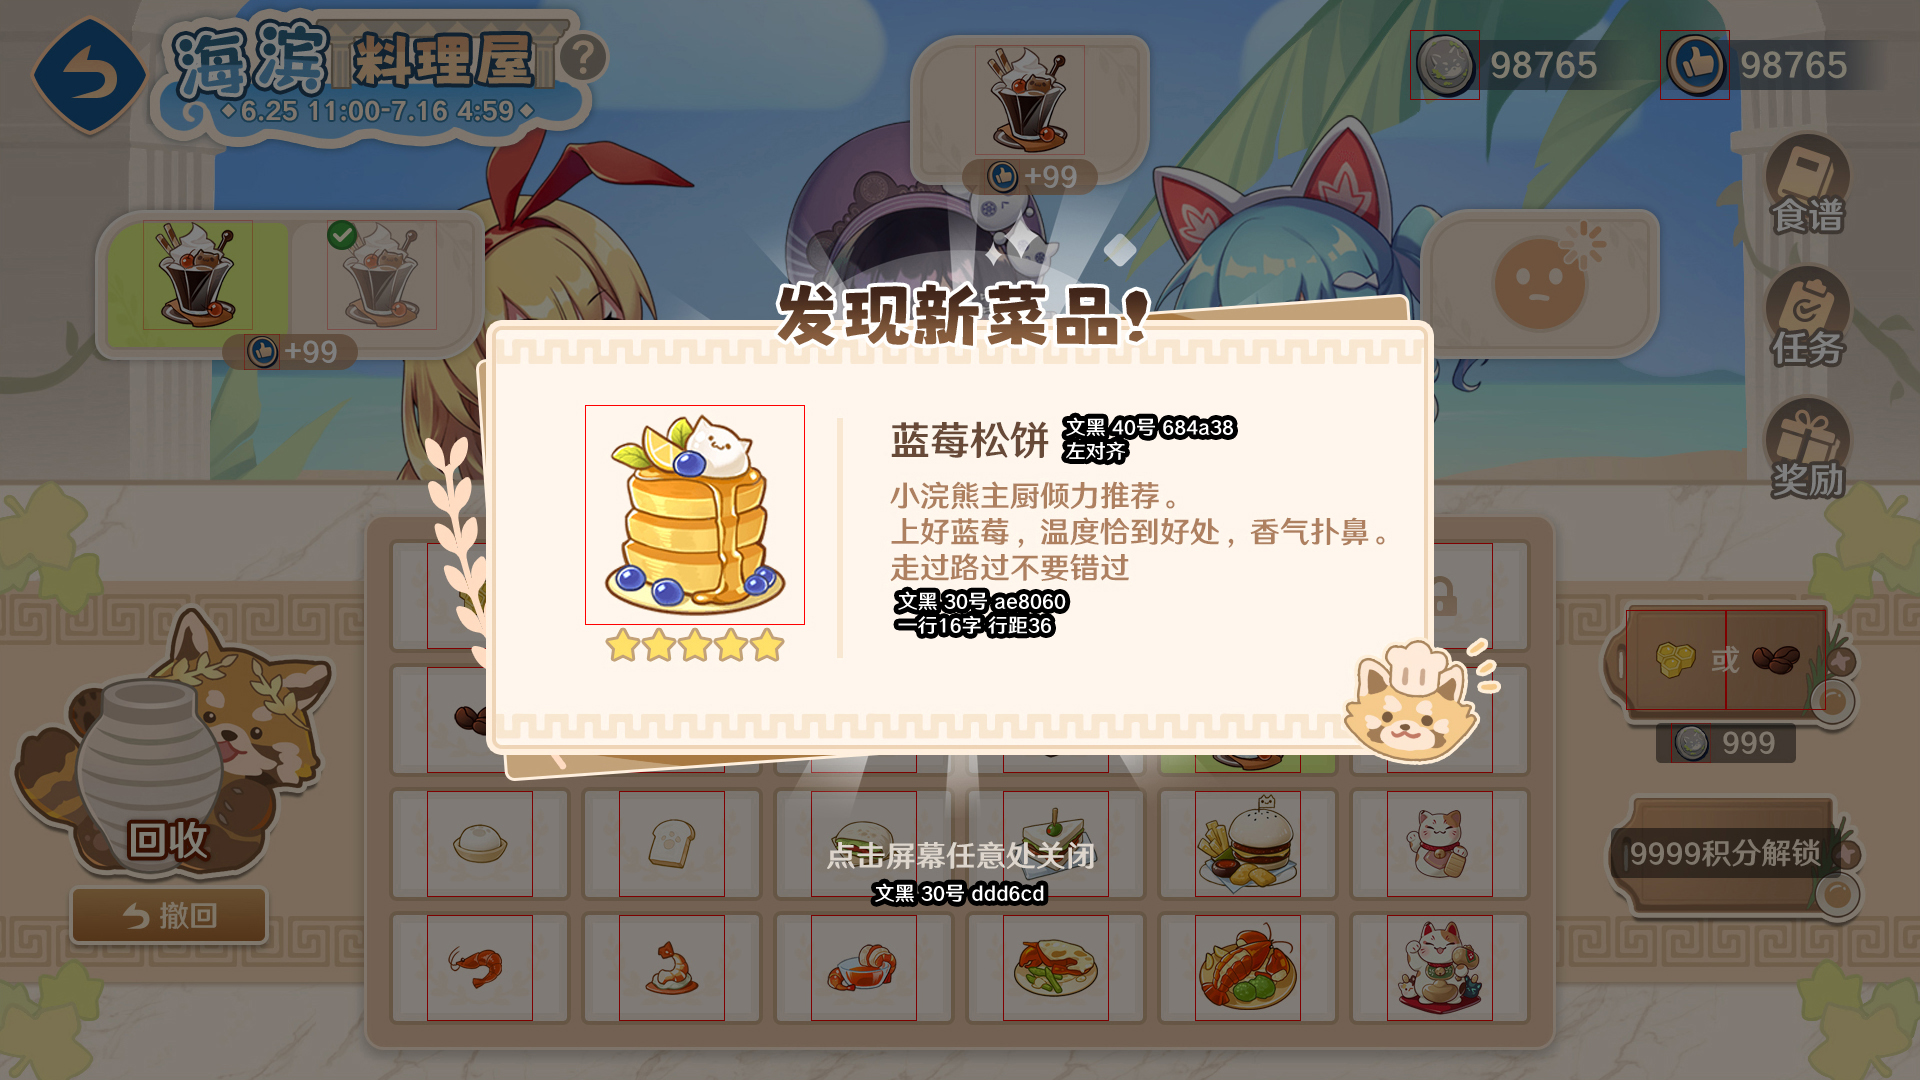 海滨料理屋
?
6.25 11:00-7.16 4:59
+99
98765
98765
食谱
+99
任务
发现新菜品!
蓝莓松饼
文黑 40号 684a38
左对齐
奖励
小浣熊主厨倾力推荐。
上好蓝莓，温度恰到好处，香气扑鼻。
走过路过不要错过
文黑 30号 ae8060
一行16字 行距36
或
999
回收
点击屏幕任意处关闭
9999积分解锁
文黑 30号 ddd6cd
撤回